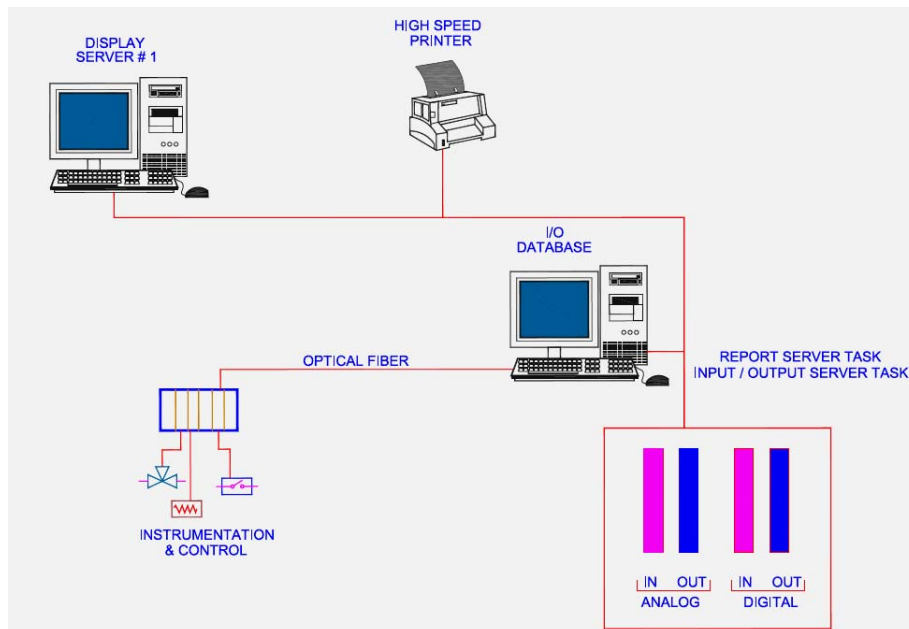 DISPLAY
SERVER # 1
HIGH SPEED
PRINTER
I/O
DATABASE
OPTICAL FIBER
REPORT SERVER TASK
INPUT / OUTPUT SERVER TASK
INSTRUMENTATION
& CONTROL
IN OUT IN OUT
ANALOG DIGITAL